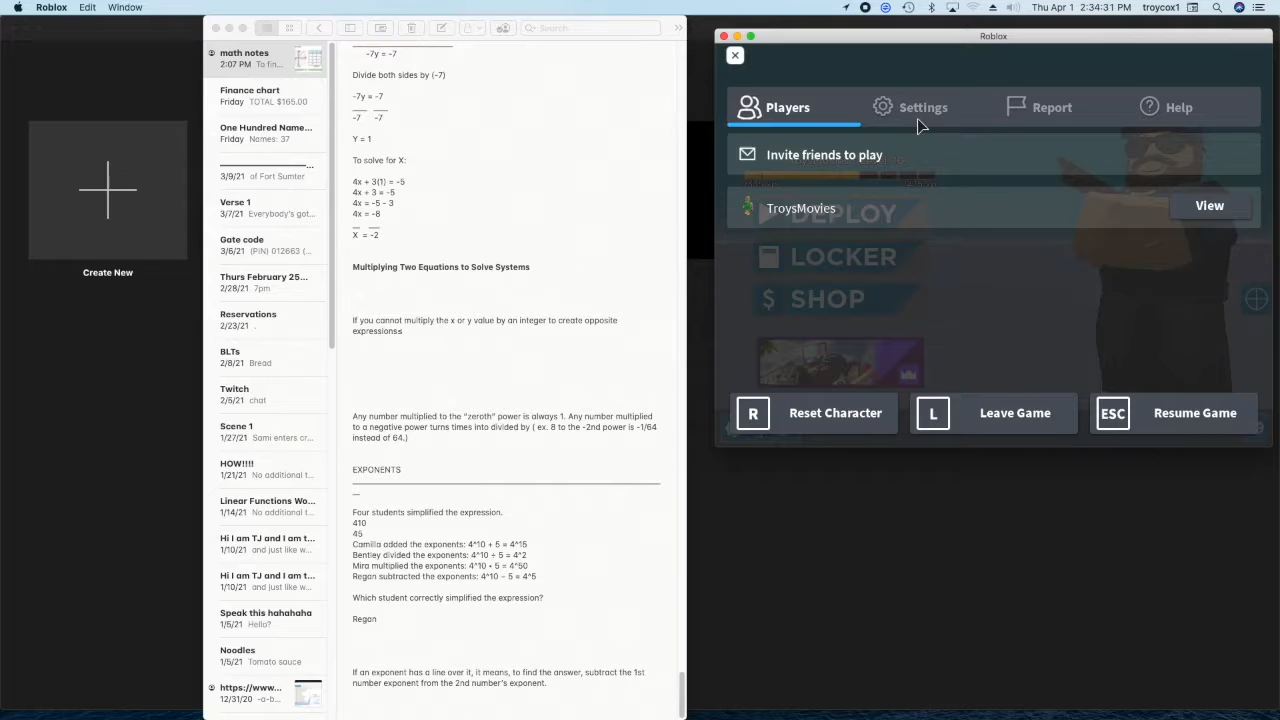 Roblox Edit Window
Thu Apr 1 2:34:31 PM troycox1
Create New
Search
math notes
2:07 PM To fin...
Finance chart
Friday TOTAL $165.00
One Hundred Name...
Friday Names: 37
3/9/21 of Fort Sumter
Verse 1
3/7/21 Everybody's got...
Gate code
3/6/21 (PiN) 012663 (...
Thurs February 25...
2/28/21 7pm
Reservations
2/23/21 .
BLTs
2/8/21 Bread
Twitch
2/5/21 chat
Scene 1
1/27/21 Sami enters cr...
HOW!!!!
1/21/21 No additional t...
Linear Functions Wo...
1/14/21 No additional t...
Hi I am TJ and I am t...
1/10/21 and just like w...
Hi I am TJ and I am t...
1/10/21 and just like w...
Speak this hahahaha
1/5/21 Hello?
Noodles
1/5/21 Tomato sauce
https://www...
12/31/20 -a-b...
-7y = -7
Divide both sides by (-7)
-7y = -7
-7 -7
Y = 1
To solve for X:
4x + 3(1) = -5
4x + 3 = -5
4x = -5 - 3
4x = -8
X = -2
Multiplying Two Equations to Solve Systems
If you cannot multiply the x or y value by an integer to create opposite
expressions≤
Any number multiplied to the “zeroth” power is always 1. Any number multiplied
to a negative power turns times into divided by ( ex. 8 to the -2nd power is -1/64
instead of 64.)
EXPONENTS
Four students simplified the expression.
410
45
Camilla added the exponents: 4^10 + 5 = 4^15
Bentley divided the exponents: 4^10 ÷ 5 = 4^2
Mira multiplied the exponents: 4^10 • 5 = 4^50
Regan subtracted the exponents: 4^10 − 5 = 4^5
Which student correctly simplified the expression?
Regan
If an exponent has a line over it, it means, to find the answer, subtract the 1st
number exponent from the 2nd number's exponent.
Roblox
Players
Settings
Report
Help
Invite friends to play
TroysMovies
View
DEPLOY
LOCKER
$ SHOP
R Reset Character
L Leave Game
ESC Resume Game